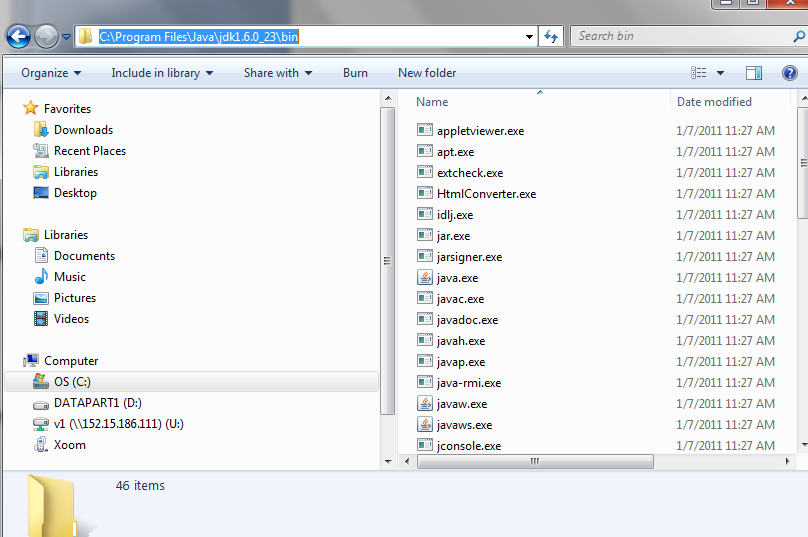 C:\Program Files\Java\jdk1.6.0_23\bin
Search bin
Organize Include in library Share with Burn New folder
Favorites
Downloads
Recent Places
Libraries
Desktop
Libraries
Documents
Music
Pictures
Videos
Computer
OS (C:)
DATAPART1 (D:)
v1 (\\152.15.186.111) (U:)
Xoom
Name Date modified
appletviewer.exe 1/7/2011 11:27 AM
apt.exe 1/7/2011 11:27 AM
extcheck.exe 1/7/2011 11:27 AM
HtmlConverter.exe 1/7/2011 11:27 AM
idlj.exe 1/7/2011 11:27 AM
jar.exe 1/7/2011 11:27 AM
jarsigner.exe 1/7/2011 11:27 AM
java.exe 1/7/2011 11:27 AM
javac.exe 1/7/2011 11:27 AM
javadoc.exe 1/7/2011 11:27 AM
javah.exe 1/7/2011 11:27 AM
javap.exe 1/7/2011 11:27 AM
java-rmi.exe 1/7/2011 11:27 AM
javaw.exe 1/7/2011 11:27 AM
javaws.exe 1/7/2011 11:27 AM
jconsole.exe 1/7/2011 11:27 AM
46 items